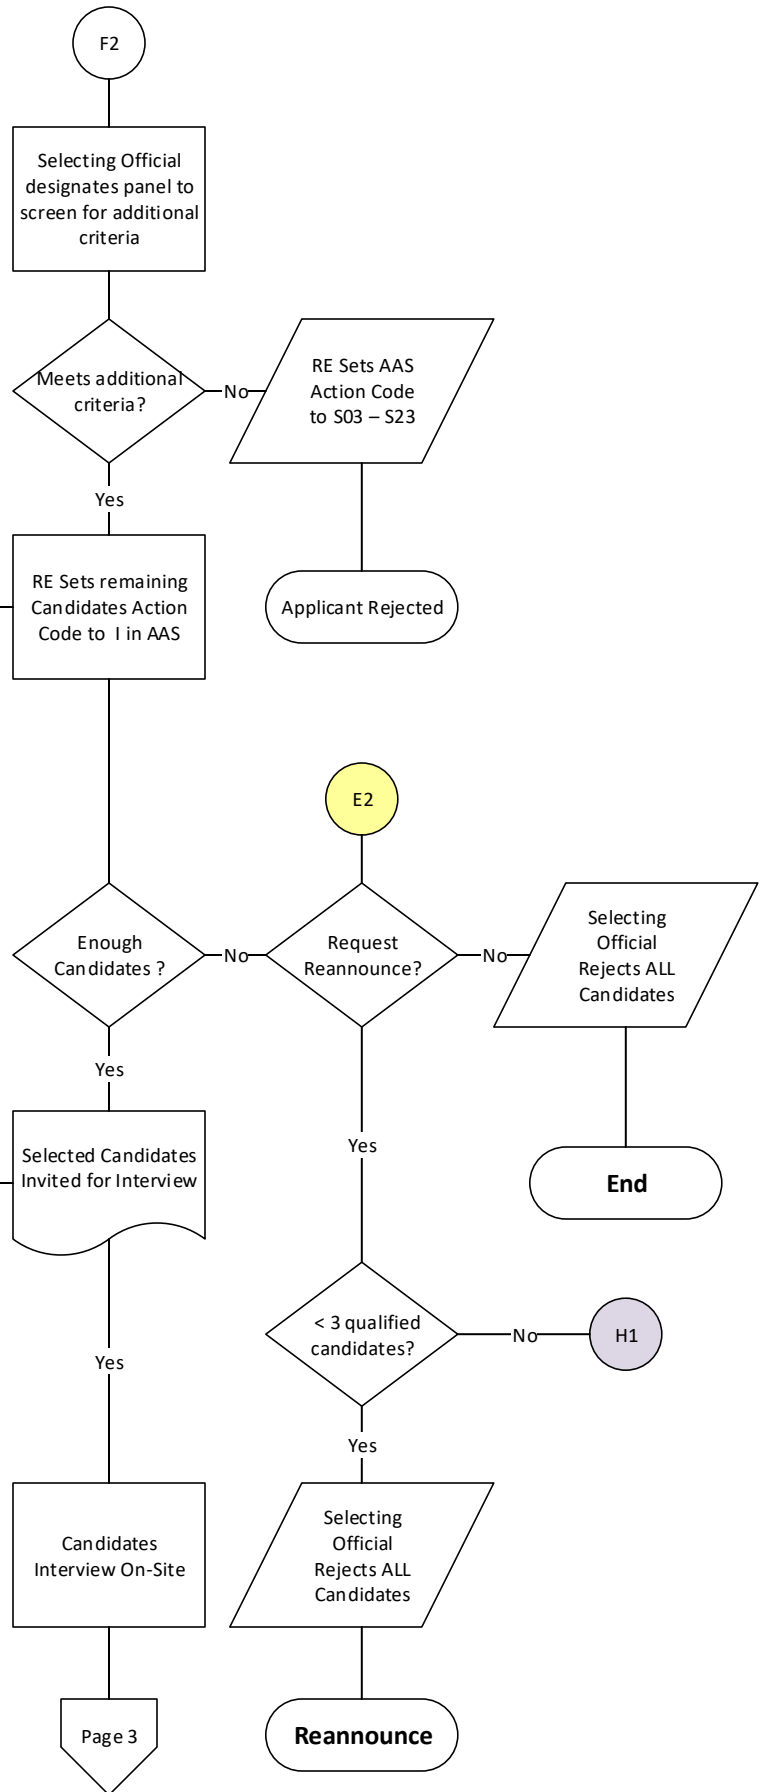 F2
Selecting Official
designates panel to
screen for additional
criteria
Meets additional
criteria?
No
RE Sets AAS
Action Code
to S03 – S23
Yes
RE Sets remaining
Candidates Action
Code to I in AAS
Applicant Rejected
E2
Enough
Candidates ?
No
Request
Reannounce?
No
Selecting
Official
Rejects ALL
Candidates
Yes
Selected Candidates
Invited for Interview
Yes
End
< 3 qualified
candidates?
No
H1
Yes
Yes
Candidates
Interview On-Site
Selecting
Official
Rejects ALL
Candidates
Page 3
Reannounce